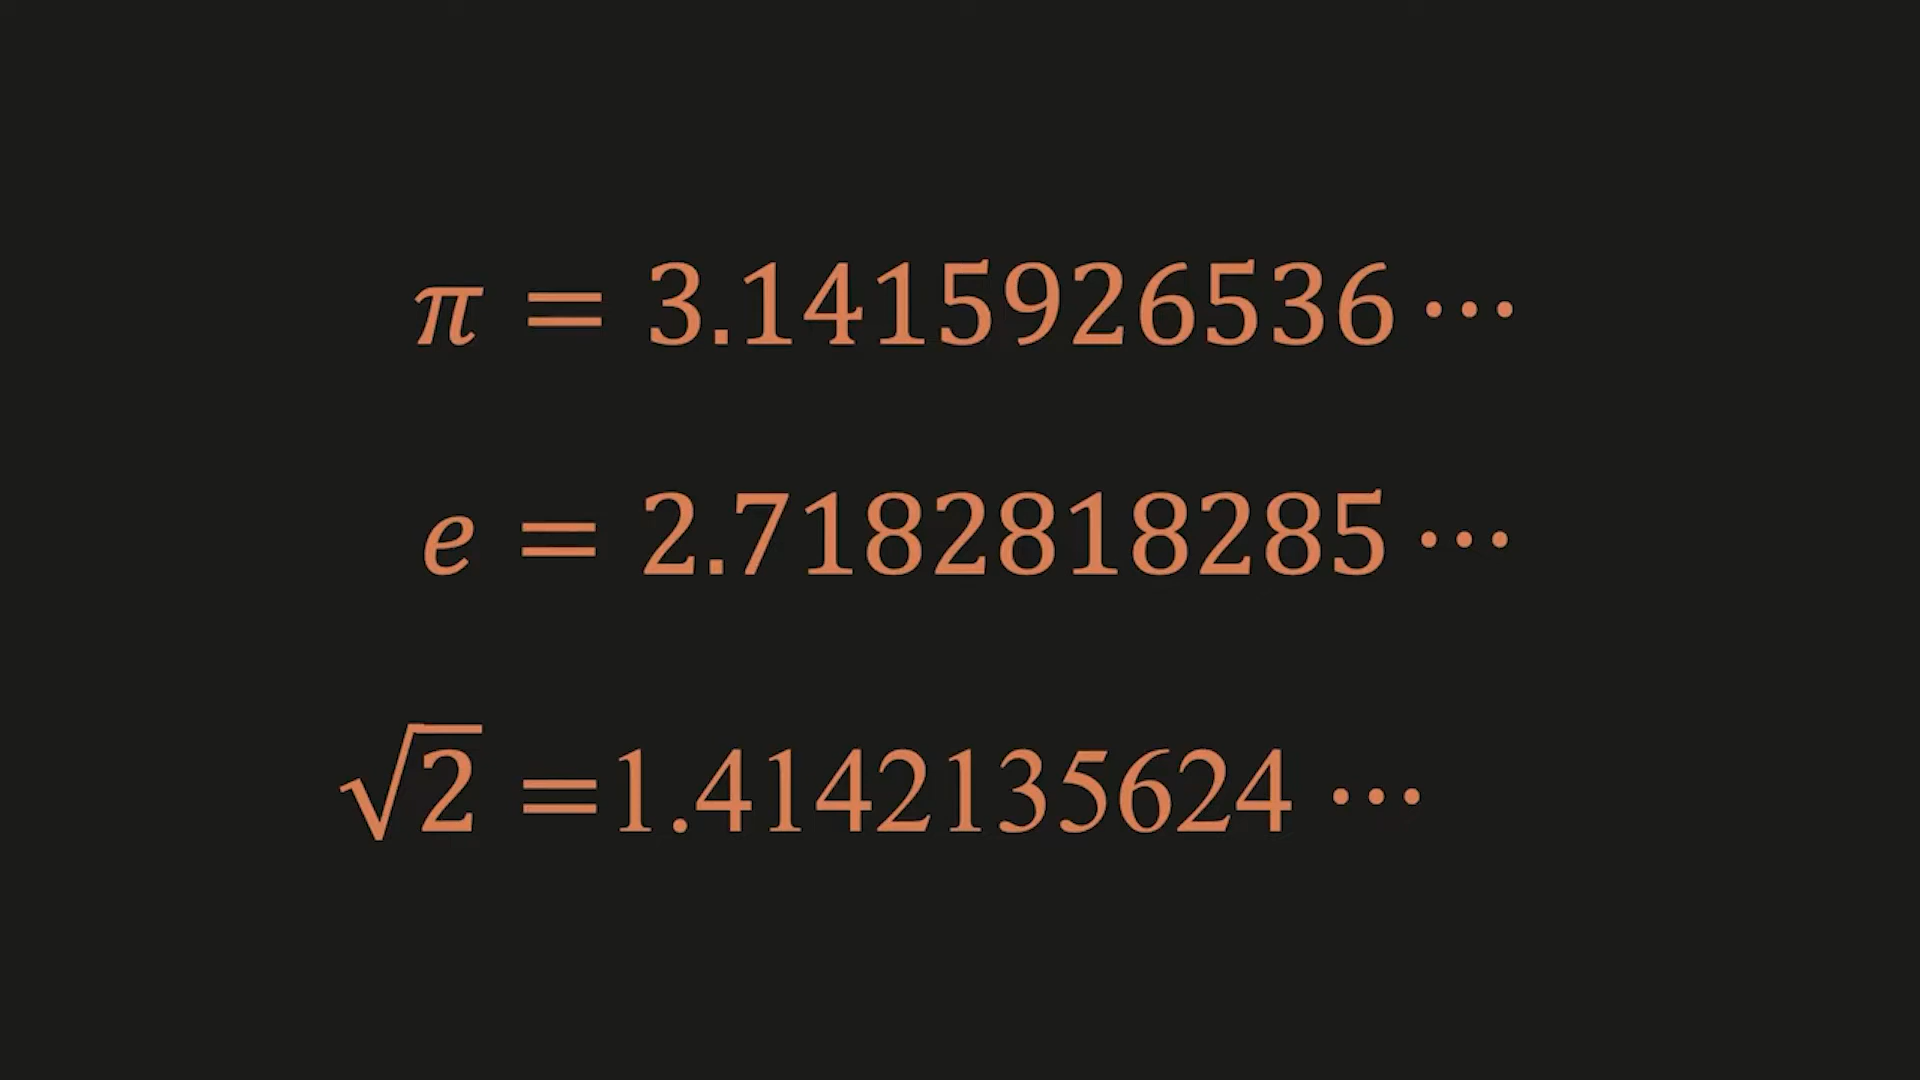 π = 3.1415926536 ⋯
e = 2.7182818285 ⋯
√2 =1.4142135624 ⋯